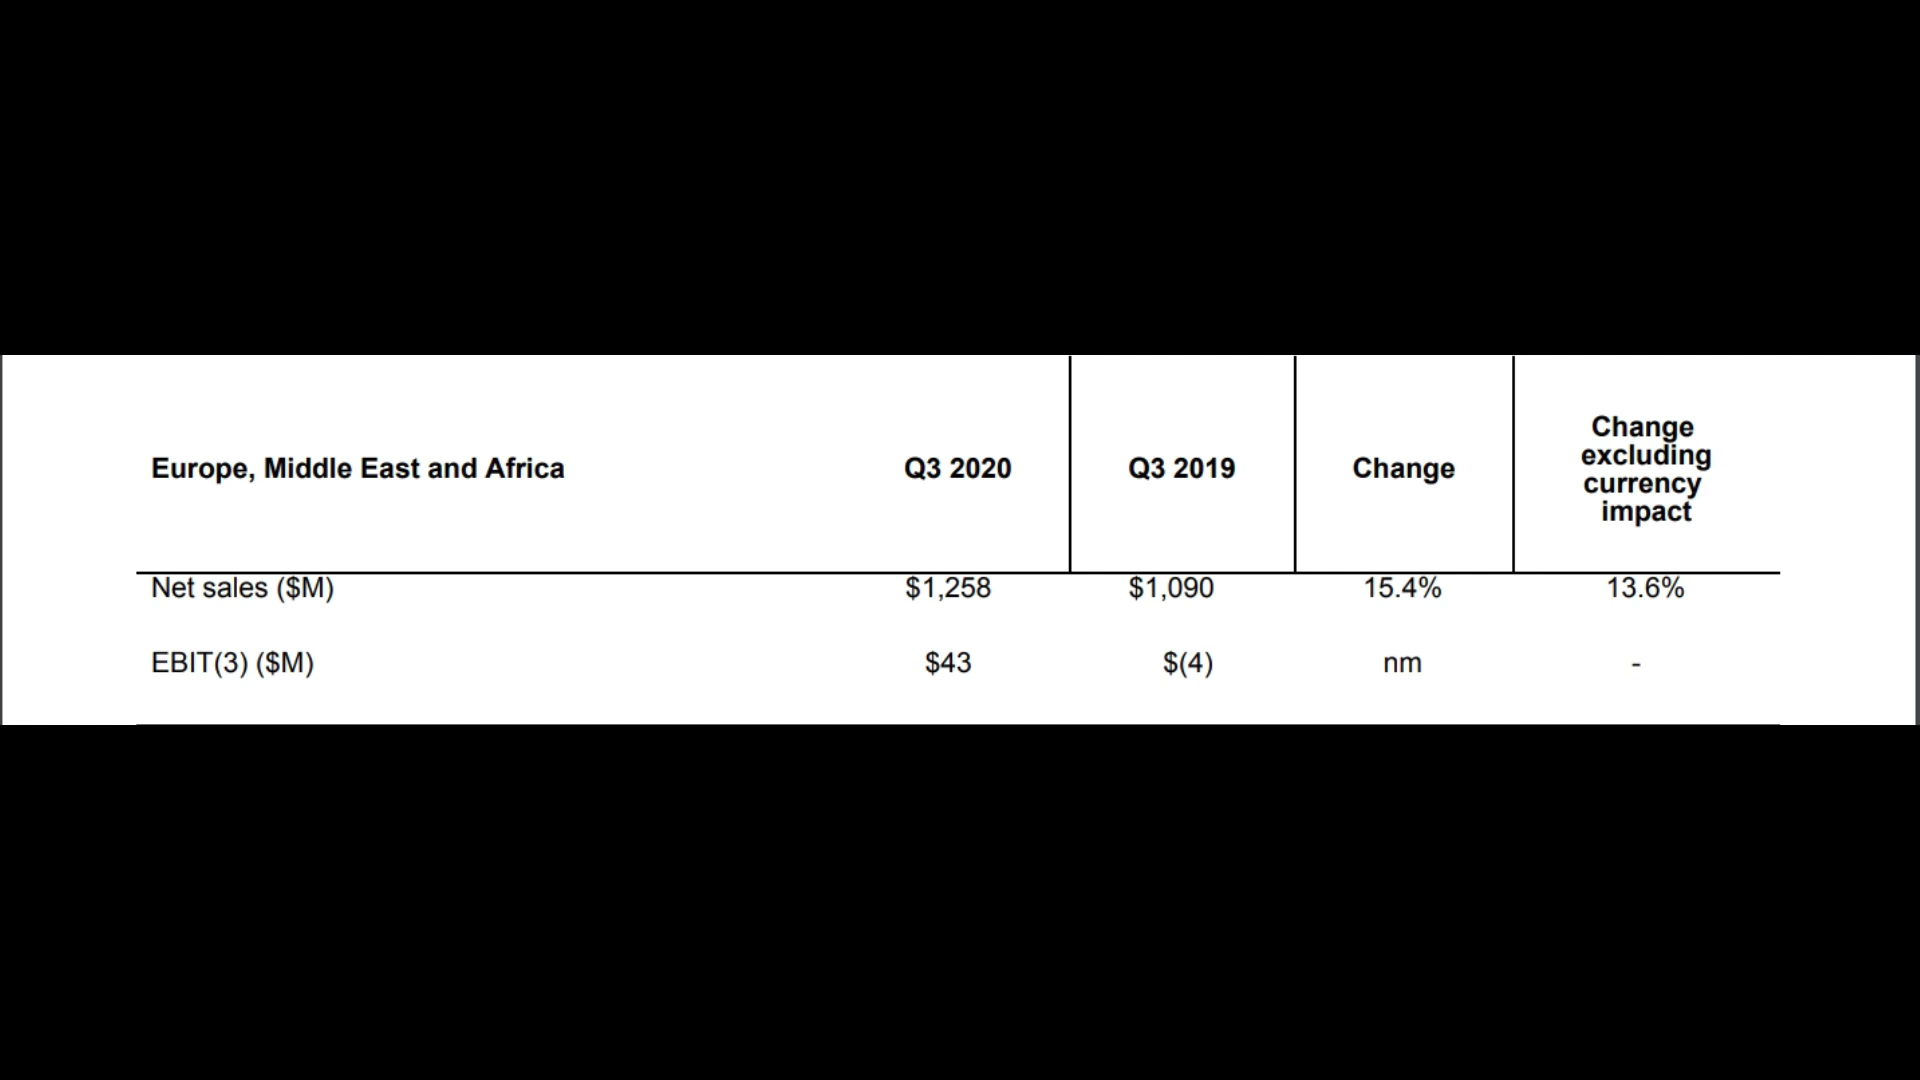 Europe, Middle East and Africa Q3 2020 Q3 2019 Change Change excluding currency impact
Net sales ($M) $1,258 $1,090 15.4% 13.6%
EBIT(3) ($M) $43 $(4) nm -